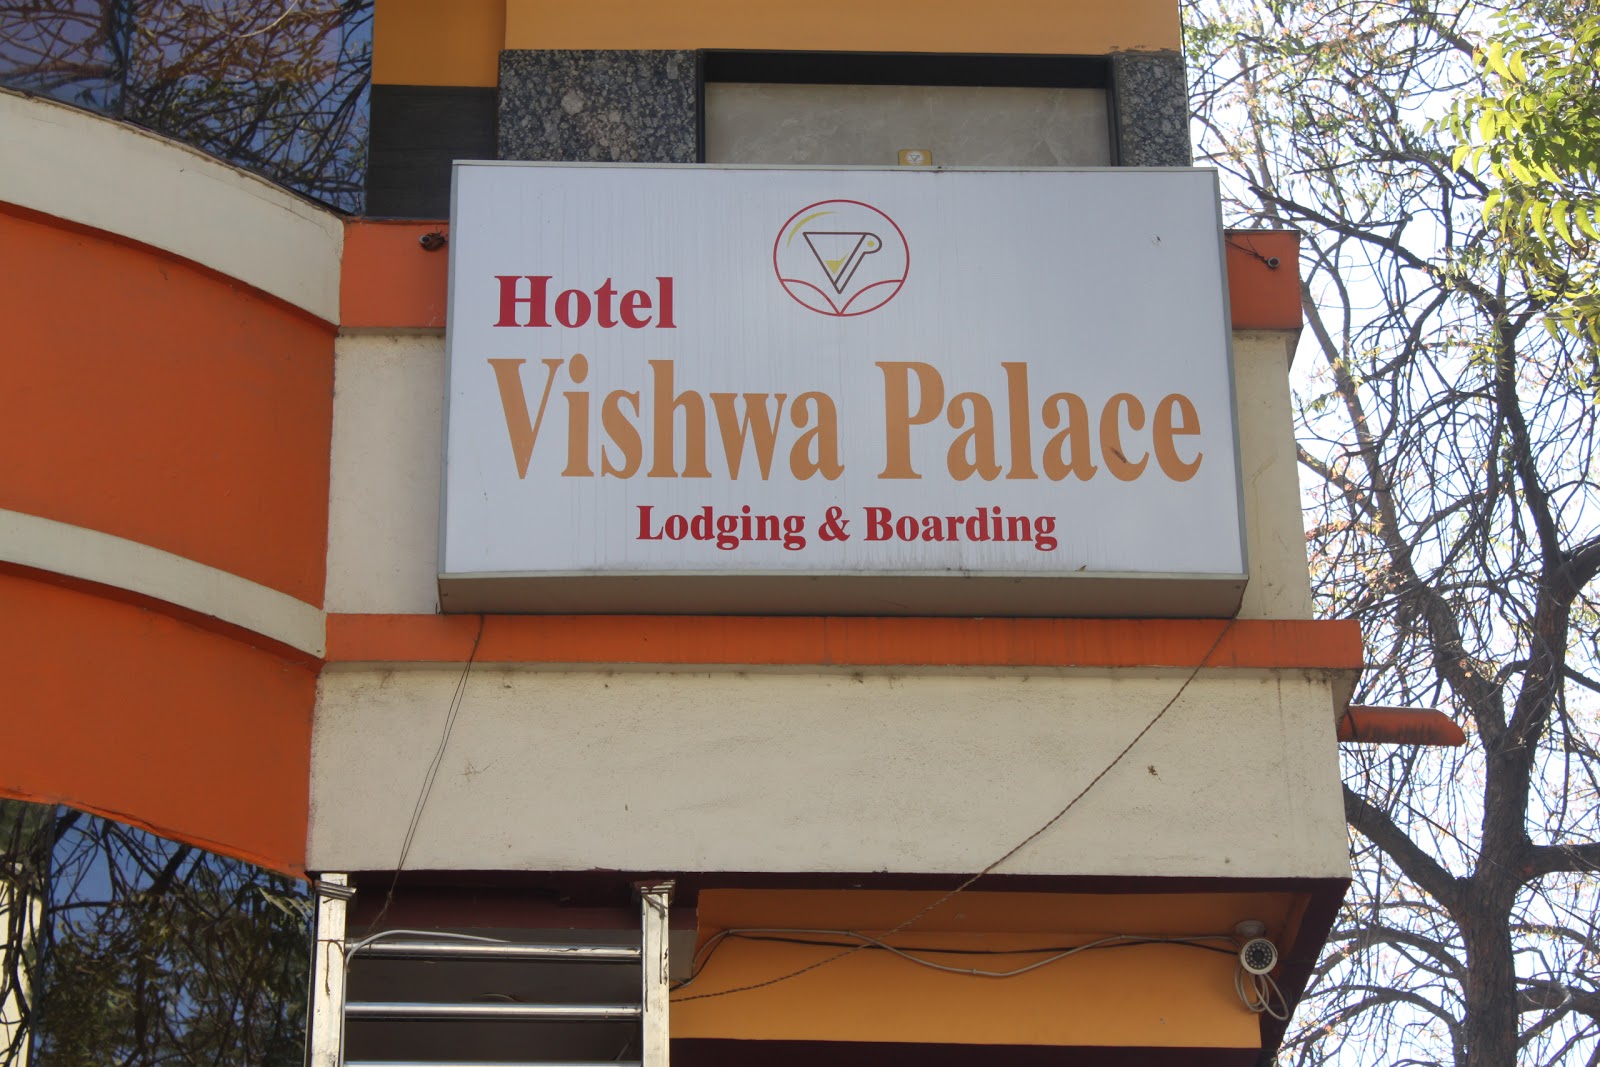 Hotel
Vishwa Palace
Lodging & Boarding